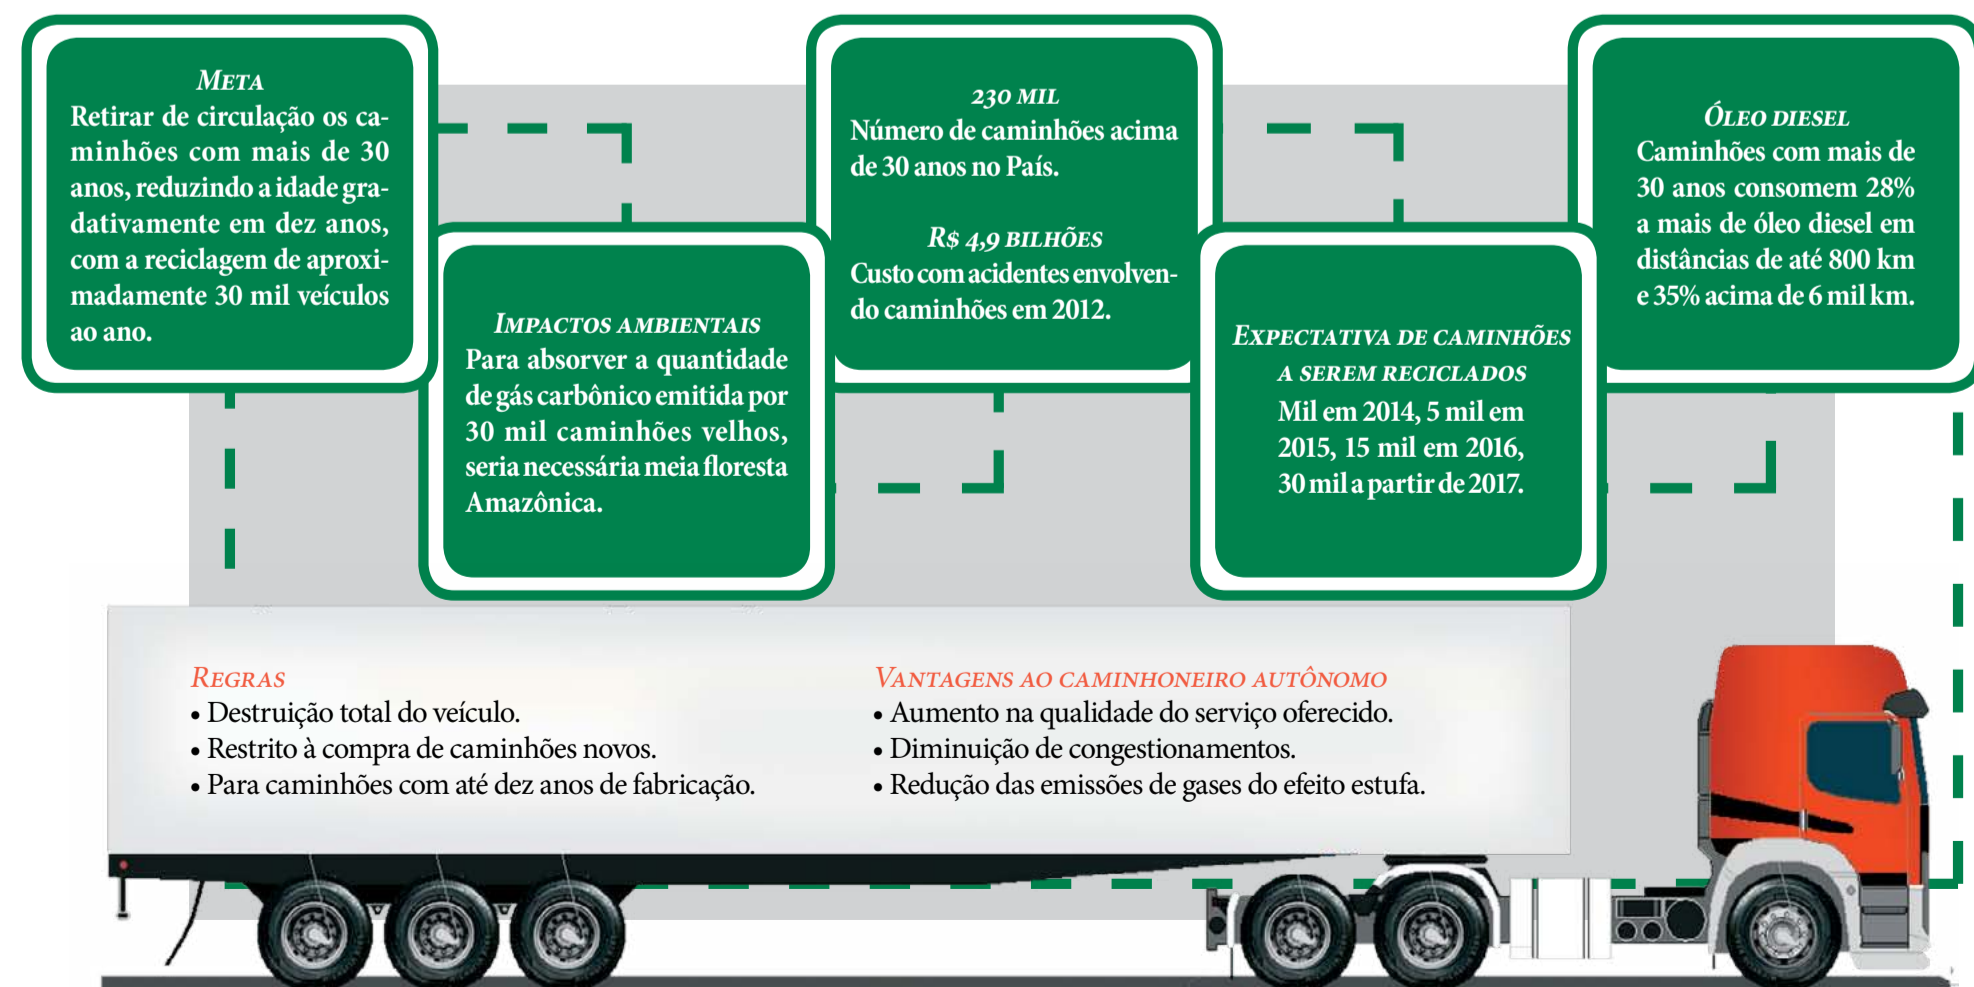 META
Retirar de circulação os ca-
minhões com mais de 30
anos, reduzindo a idade gra-
dativamente em dez anos,
com a reciclagem de aproxi-
madamente 30 mil veículos
ao ano.
IMPACTOS AMBIENTAIS
Para absorver a quantidade
de gás carbônico emitida por
30 mil caminhões velhos,
seria necessária meia floresta
Amazônica.
230 MIL
Número de caminhões acima
de 30 anos no País.
R$ 4,9 BILHÕES
Custo com acidentes envolven-
do caminhões em 2012.
EXPECTATIVA DE CAMINHÕES
A SEREM RECICLADOS
Mil em 2014, 5 mil em
2015, 15 mil em 2016,
30 mil a partir de 2017.
ÓLEO DIESEL
Caminhões com mais de
30 anos consomem 28%
a mais de óleo diesel em
distâncias de até 800 km
e 35% acima de 6 mil km.
REGRAS
• Destruição total do veículo.
• Restrito à compra de caminhões novos.
• Para caminhões com até dez anos de fabricação.
VANTAGENS AO CAMINHONEIRO AUTÔNOMO
• Aumento na qualidade do serviço oferecido.
• Diminuição de congestionamentos.
• Redução das emissões de gases do efeito estufa.